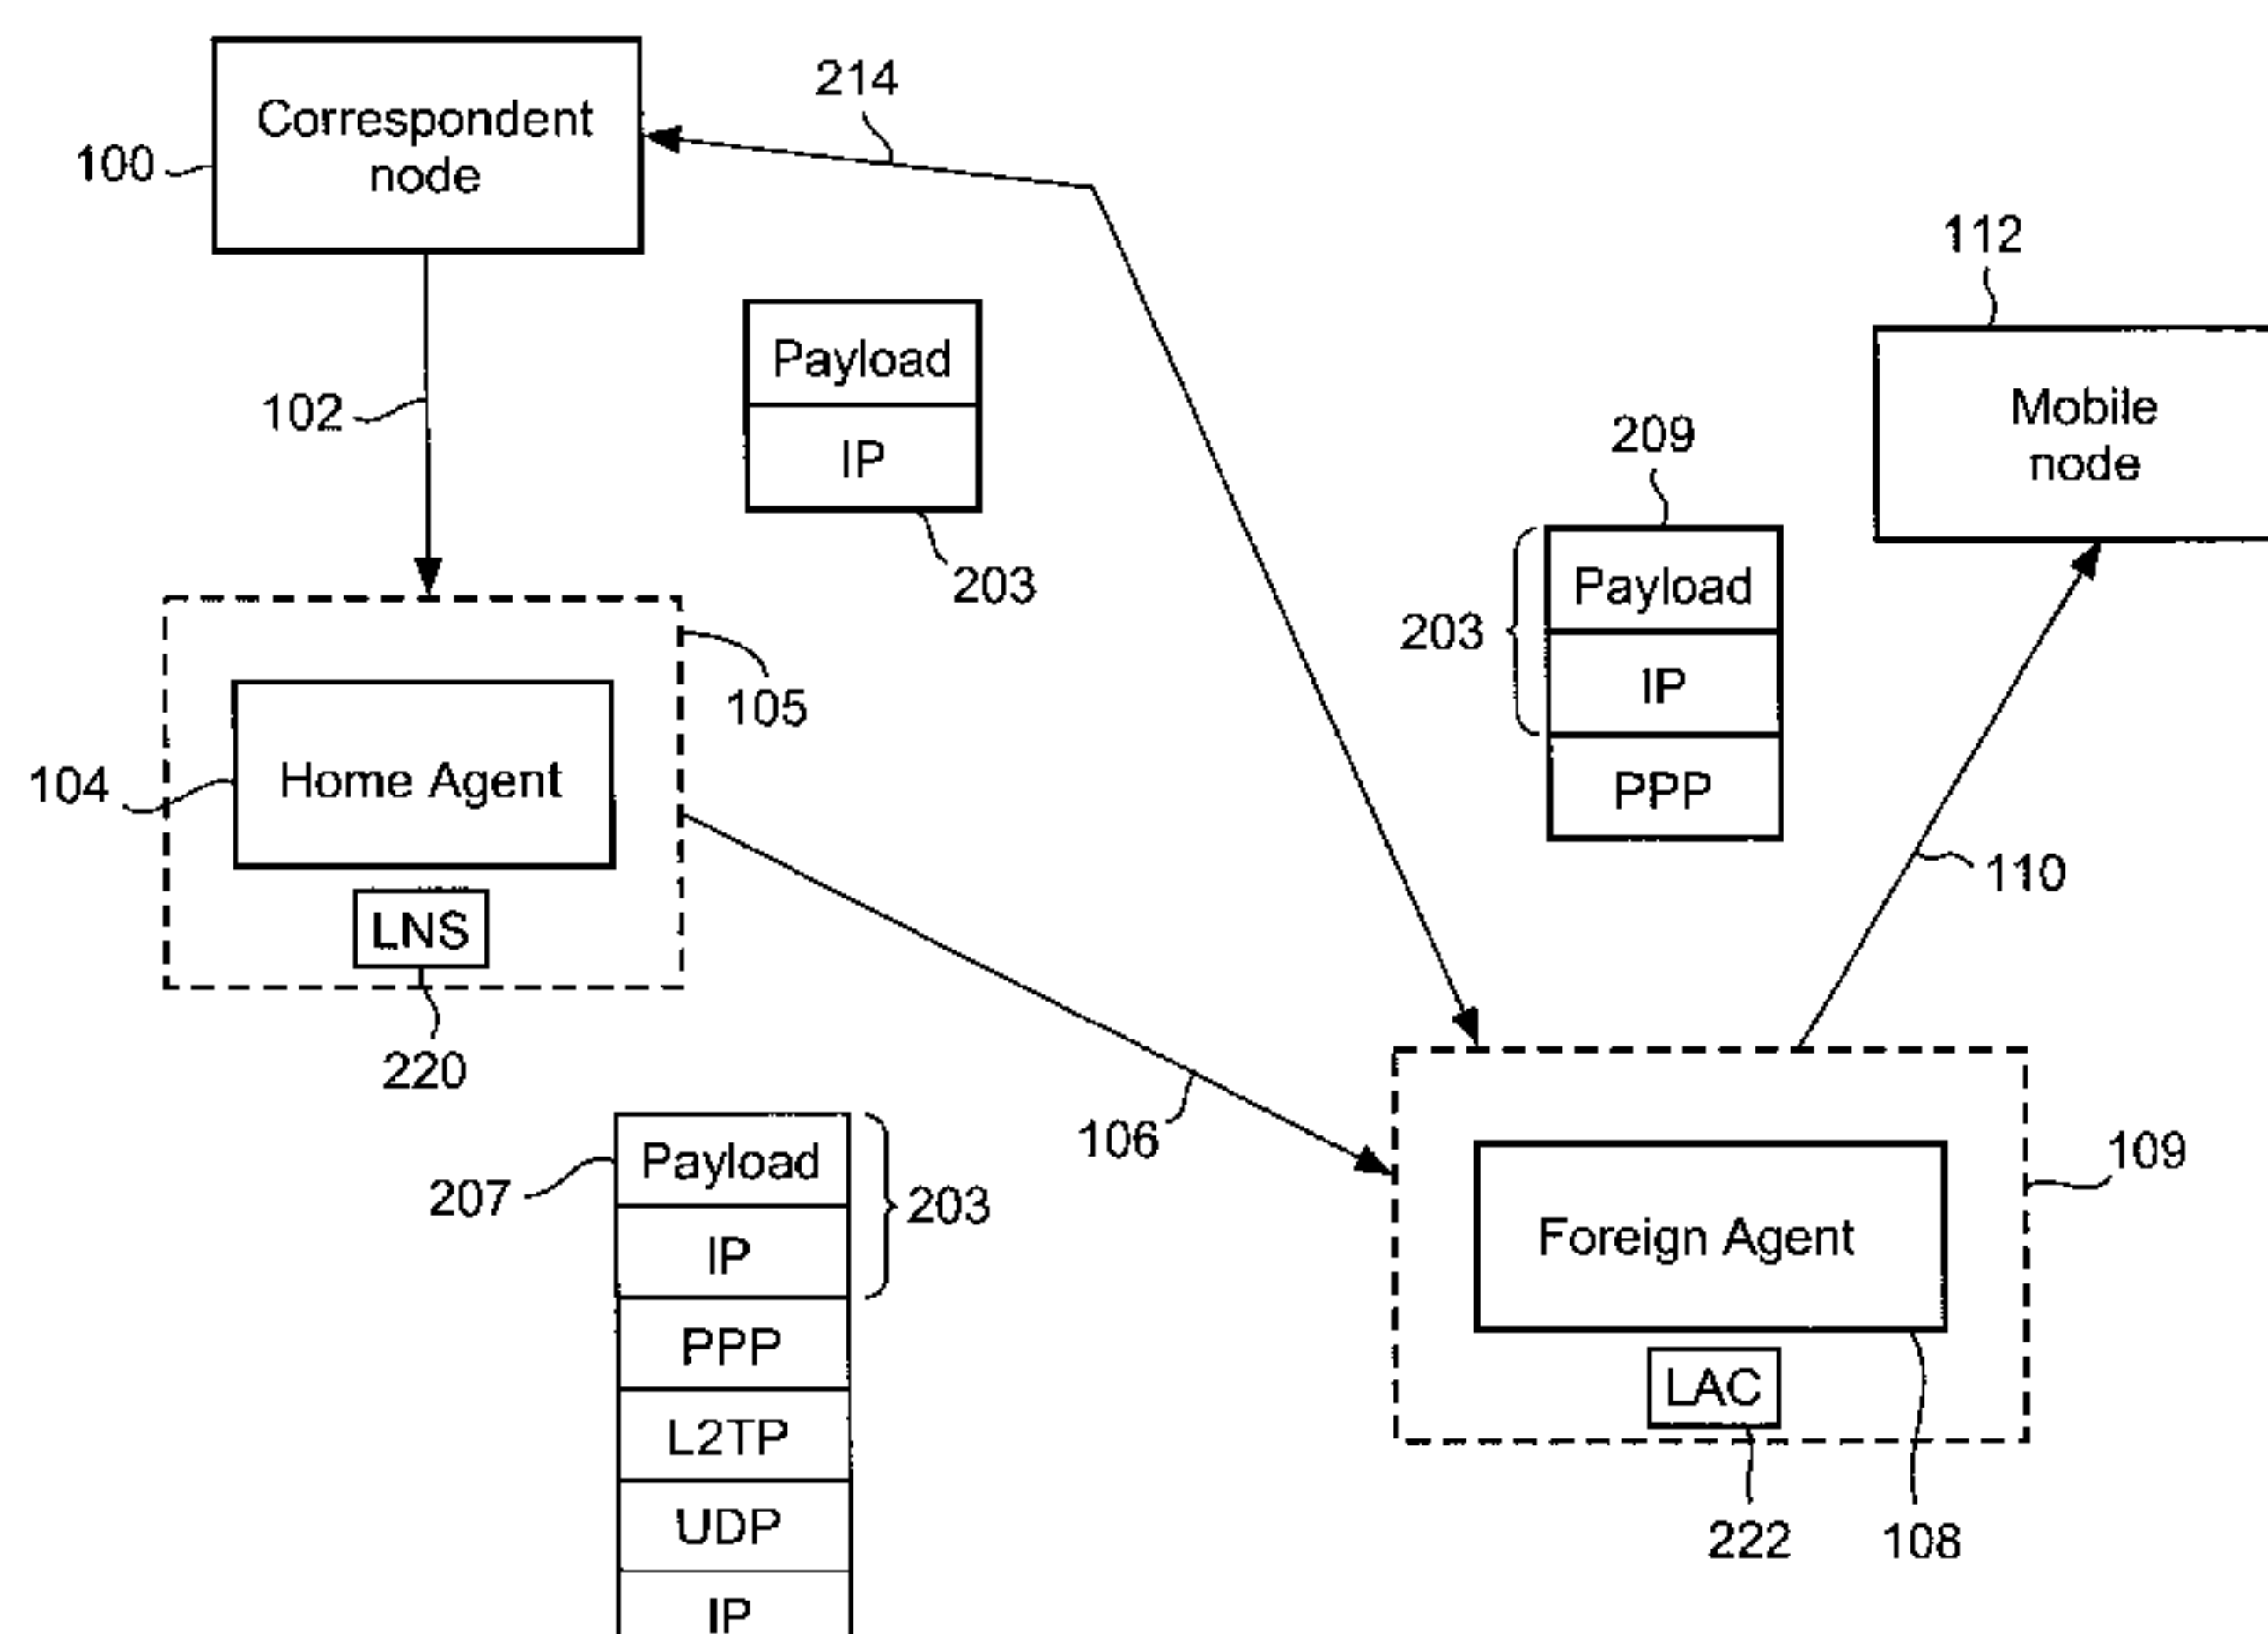 214
Correspondent
node
100
112
Payload
IP
203
102
Mobile
node
209
Payload
IP
PPP
203
105
104
Home Agent
LNS
220
110
106
109
Foreign Agent
LAC
222
108
207
Payload
IP
PPP
L2TP
UDP
IP
203